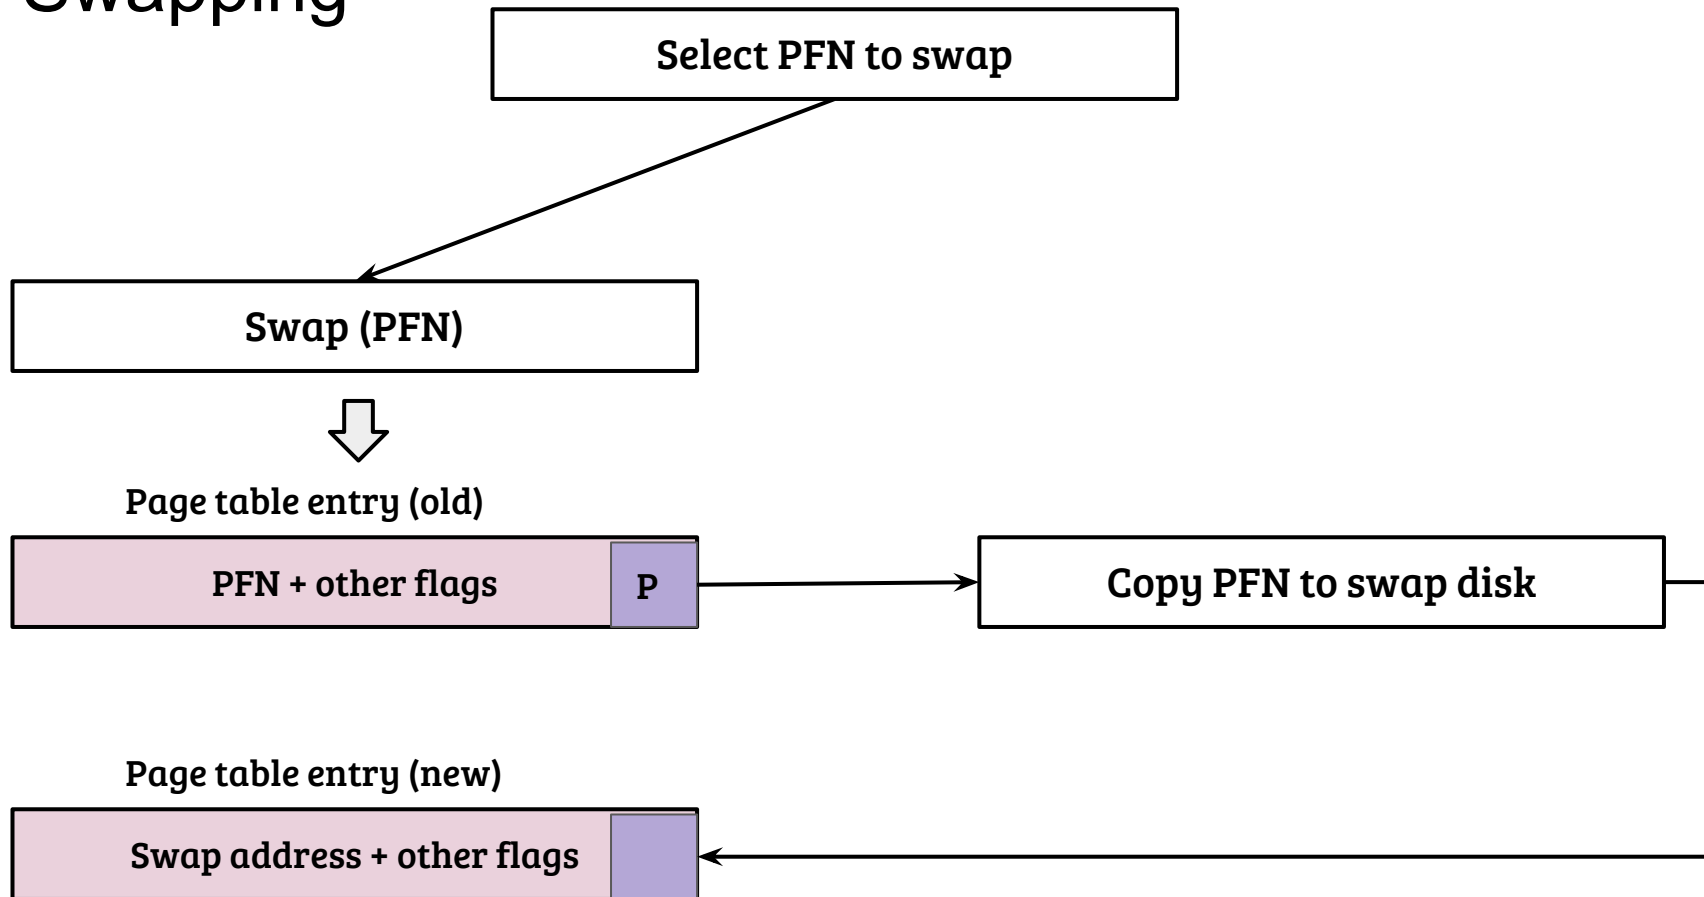 Swapping
Select PFN to swap
Swap (PFN)
Page table entry (old)
PFN + other flags
P
Copy PFN to swap disk
Page table entry (new)
Swap address + other flags